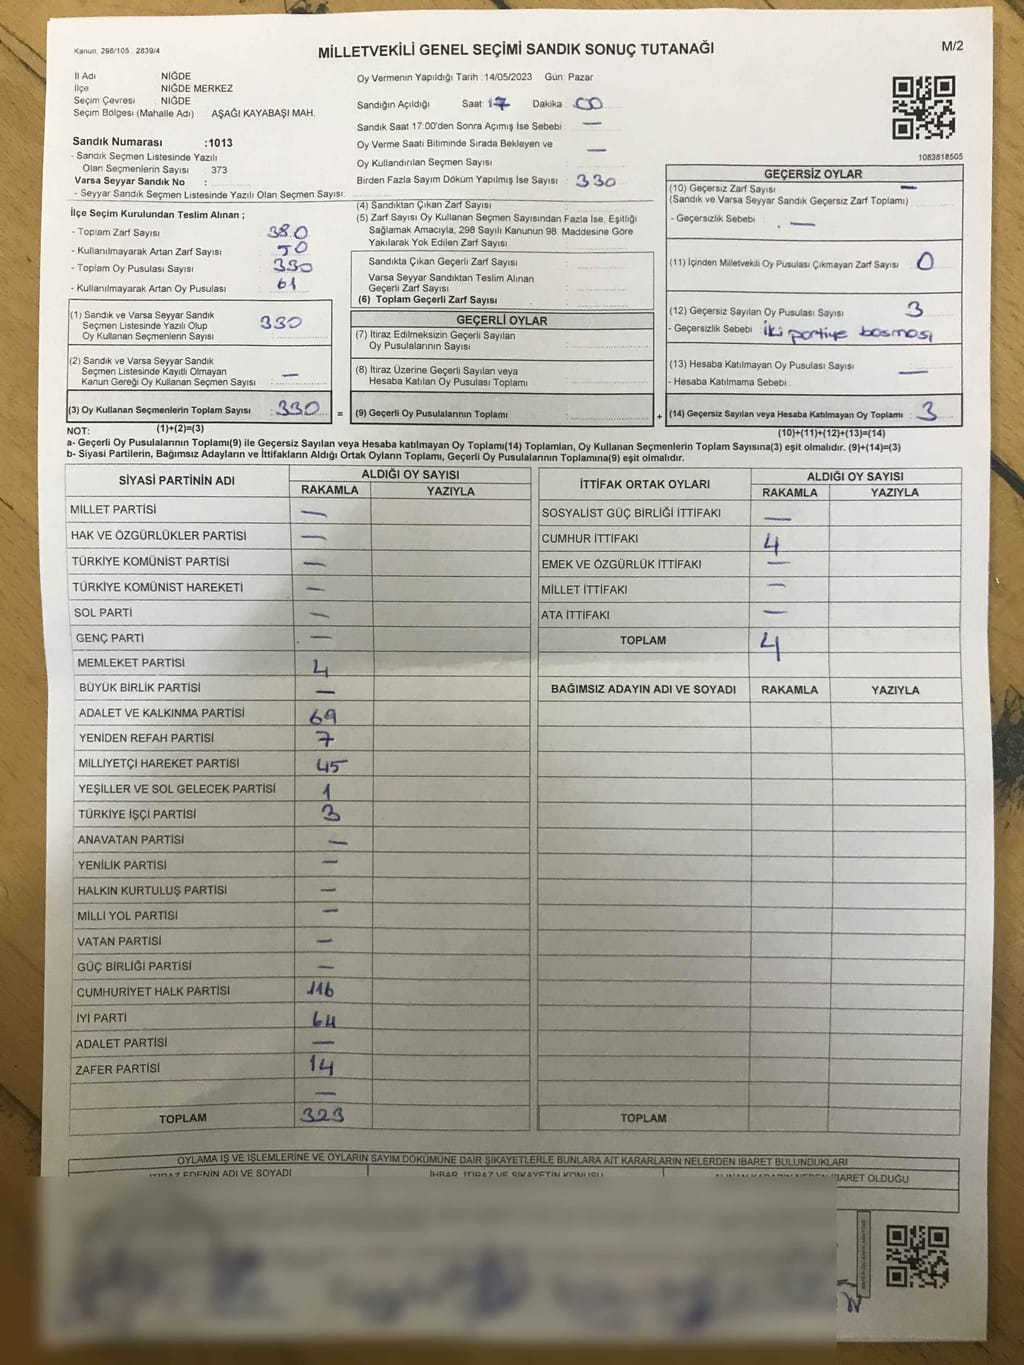 Kanun: 298/105 , 2839/4
MİLLETVEKİLİ GENEL SEÇİMİ SANDIK SONUÇ TUTANAĞI
M/2
İl Adı NİĞDE
İlçe NİĞDE MERKEZ
Seçim Çevresi : NİĞDE
Seçim Bölgesi (Mahalle Adı) : AŞAĞI KAYABAŞI MAH.
Sandık Numarası :1013
- Sandık Seçmen Listesinde Yazılı
Olan Seçmenlerin Sayısı : 373
Varsa Seyyar Sandık No :
- Seyyar Sandık Seçmen Listesinde Yazılı Olan Seçmen Sayısı:
Oy Vermenin Yapıldığı Tarih :14/05/2023 Gün: Pazar
Sandığın Açıldığı Saat: 17 Dakika : 00
Sandık Saat 17:00'den Sonra Açımış İse Sebebi : —
Oy Verme Saati Bitiminde Sırada Bekleyen ve —
Oy Kullandırılan Seçmen Sayısı
Birden Fazla Sayım Döküm Yapılmış İse Sayısı : 330
1083818505
İlçe Seçim Kurulundan Teslim Alınan ;
- Toplam Zarf Sayısı 380
- Kullanılmayarak Artan Zarf Sayısı : 50
- Toplam Oy Pusulası Sayısı : 390
- Kullanılmayarak Artan Oy Pusulası : 61
(1) Sandık ve Varsa Seyyar Sandık
Seçmen Listesinde Yazılı Olup
Oy Kullanan Seçmenlerin Sayısı : 330
(2) Sandık ve Varsa Seyyar Sandık
Seçmen Listesinde Kayıtlı Olmayan
Kanun Gereği Oy Kullanan Seçmen Sayısı : —
(3) Oy Kullanan Seçmenlerin Toplam Sayısı : 330
(4) Sandıktan Çıkan Zarf Sayısı :
(5) Zarf Sayısı Oy Kullanan Seçmen Sayısından Fazla İse, Eşitliği
Sağlamak Amacıyla; 298 Sayılı Kanunun 98. Maddesine Göre
Yakılarak Yok Edilen Zarf Sayısı :
Sandıkta Çıkan Geçerli Zarf Sayısı :
Varsa Seyyar Sandıktan Teslim Alınan
Geçerli Zarf Sayısı :
(6) Toplam Geçerli Zarf Sayısı :
GEÇERLİ OYLAR
(7) İtiraz Edilmeksizin Geçerli Sayılan
Oy Pusulalarının Sayısı :
(8) İtiraz Üzerine Geçerli Sayılan veya
Hesaba Katılan Oy Pusulası Toplamı :
= (9) Geçerli Oy Pusulalarının Toplamı :
GEÇERSİZ OYLAR
(10) Geçersiz Zarf Sayısı —
(Sandık ve Varsa Seyyar Sandık Geçersiz Zarf Toplamı) :
- Geçersizlik Sebebi : —
(11) İçinden Milletvekili Oy Pusulası Çıkmayan Zarf Sayısı : 0
(12) Geçersiz Sayılan Oy Pusulası Sayısı : 3
- Geçersizlik Sebebi : iki partiye basması
(13) Hesaba Katılmayan Oy Pusulası Sayısı : —
- Hesaba Katılmama Sebebi :
+ (14) Geçersiz Sayılan veya Hesaba Katılmayan Oy Toplamı : 3
NOT: (1)+(2)=(3)
(10)+(11)+(12)+(13)=(14)
a- Geçerli Oy Pusulalarının Toplamı(9) ile Geçersiz Sayılan veya Hesaba katılmayan Oy Toplamı(14) Toplamları, Oy Kullanan Seçmenlerin Toplam Sayısına(3) eşit olmalıdır. (9)+(14)=(3)
b- Siyasi Partilerin, Bağımsız Adayların ve İttifakların Aldığı Ortak Oyların Toplamı, Geçerli Oy Pusulalarının Toplamına(9) eşit olmalıdır.
SİYASİ PARTİNİN ADI ALDIĞI OY SAYISI
RAKAMLA YAZIYLA
MİLLET PARTİSİ —
HAK VE ÖZGÜRLÜKLER PARTİSİ —
TÜRKİYE KOMÜNİST PARTİSİ —
TÜRKİYE KOMÜNİST HAREKETİ —
SOL PARTİ —
GENÇ PARTİ —
MEMLEKET PARTİSİ 4
BÜYÜK BİRLİK PARTİSİ —
ADALET VE KALKINMA PARTİSİ 69
YENİDEN REFAH PARTİSİ 7
MİLLİYETÇİ HAREKET PARTİSİ 45
YEŞİLLER VE SOL GELECEK PARTİSİ 1
TÜRKİYE İŞÇİ PARTİSİ 3
ANAVATAN PARTİSİ —
YENİLİK PARTİSİ —
HALKIN KURTULUŞ PARTİSİ —
MİLLİ YOL PARTİSİ —
VATAN PARTİSİ —
GÜÇ BİRLİĞİ PARTİSİ —
CUMHURİYET HALK PARTİSİ 116
İYİ PARTİ 64
ADALET PARTİSİ —
ZAFER PARTİSİ 14
—
TOPLAM 323
İTTİFAK ORTAK OYLARI ALDIĞI OY SAYISI
RAKAMLA YAZIYLA
SOSYALİST GÜÇ BİRLİĞİ İTTİFAKI —
CUMHUR İTTİFAKI 4
EMEK VE ÖZGÜRLÜK İTTİFAKI —
MİLLET İTTİFAKI —
ATA İTTİFAKI —
TOPLAM 4
BAĞIMSIZ ADAYIN ADI VE SOYADI RAKAMLA YAZIYLA
TOPLAM
OYLAMA İŞ VE İŞLEMLERİNE VE OYLARIN SAYIM DÖKÜMÜNE DAİR ŞİKAYETLERLE BUNLARA AİT KARARLARIN NELERDEN İBARET BULUNDUKLARI
İTİRAZ EDENİN ADI VE SOYADI İHBAR, İTİRAZ VE ŞİKAYETİN KONUSU ALINAN KARARIN NEDEN İBARET OLDUĞU